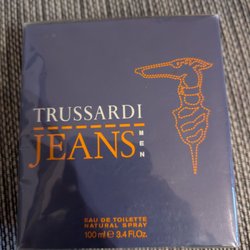 TRUSSARDI
JEANS MEN
EAU DE TOILETTE
NATURAL SPRAY
100 ml ℮ 3.4 Fl.Oz.